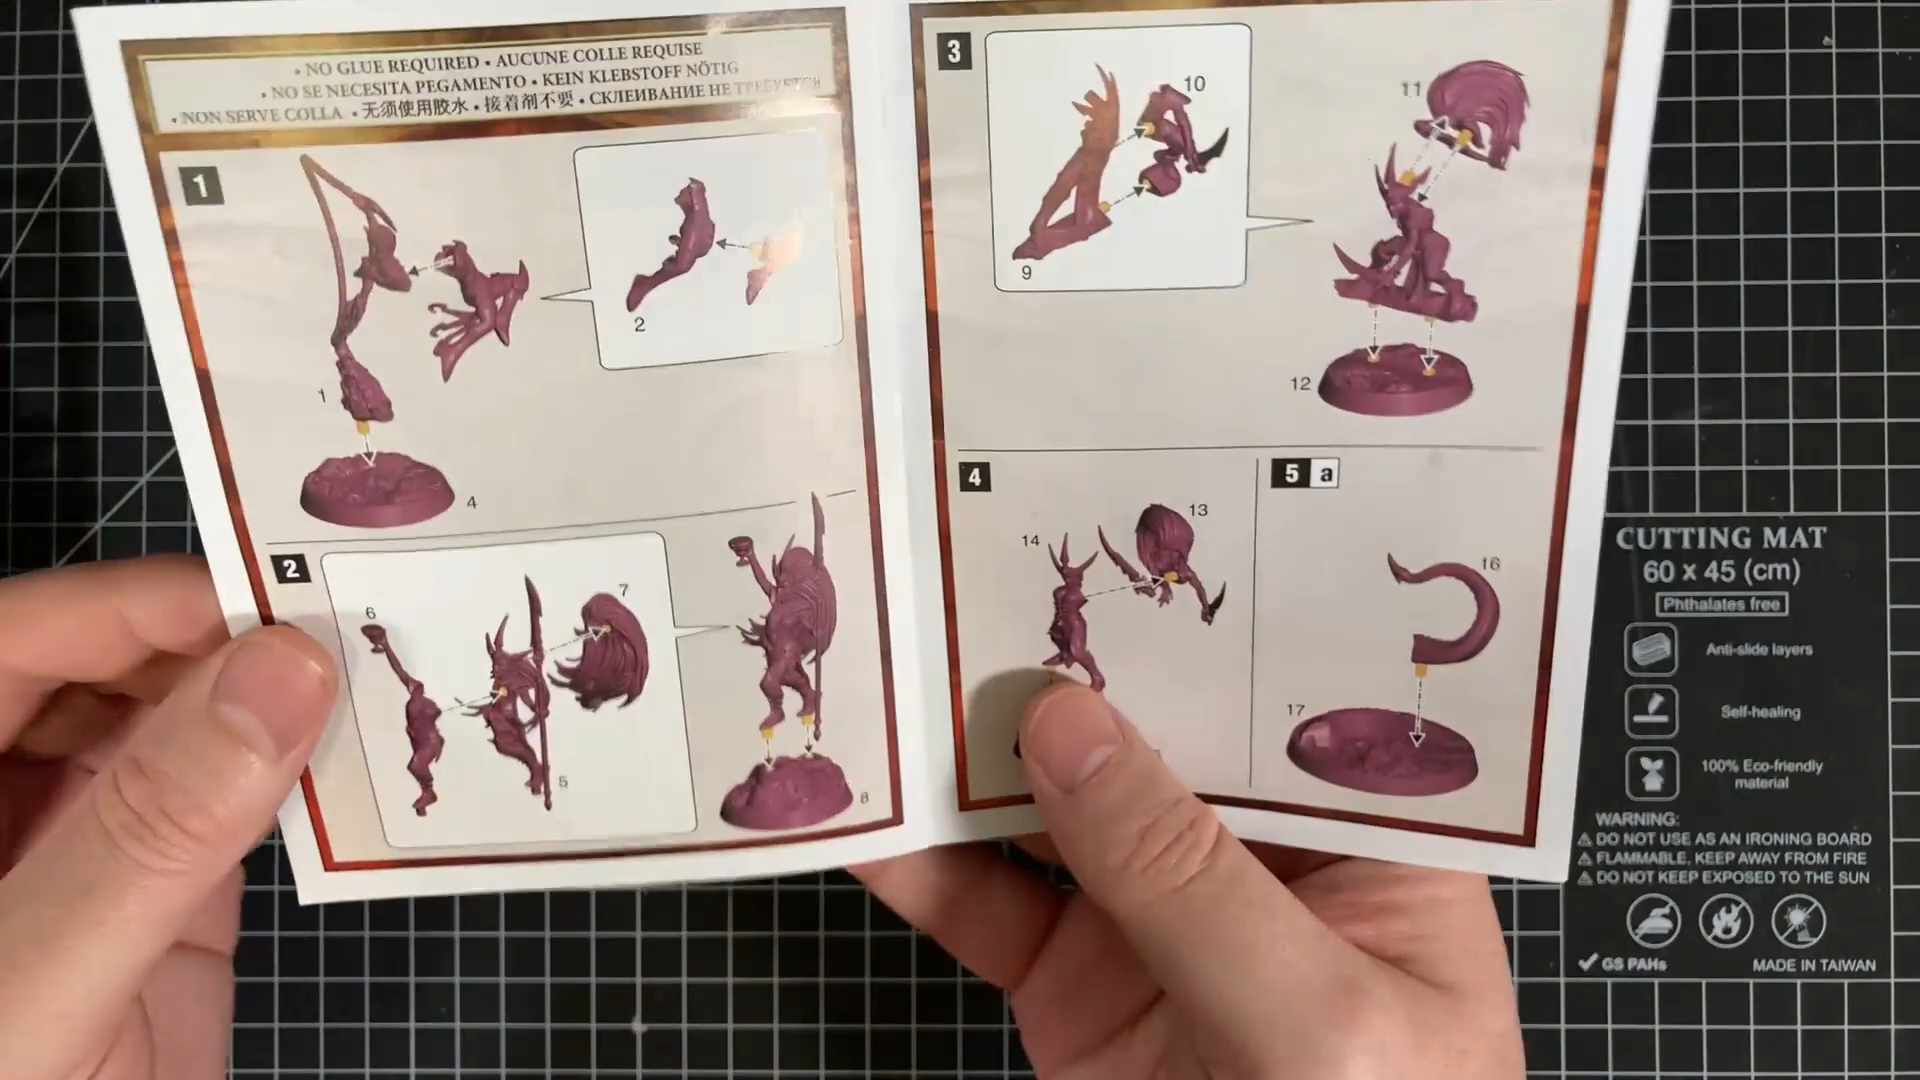 • NO GLUE REQUIRED • AUCUNE COLLE REQUISE
• NO SE NECESITA PEGAMENTO • KEIN KLEBSTOFF NÖTIG
• NON SERVE COLLA • 无须使用胶水 • 接着剤不要 • СКЛЕИВАНИЕ НЕ ТРЕБУЕТСЯ
1
2
1
4
2
6
7
5
8
3
10
9
11
12
4
14
13
5 a
16
17
CUTTING MAT
60 x 45 (cm)
Phthalates free
Anti-slide layers
Self-healing
100% Eco-friendly
material
WARNING:
DO NOT USE AS AN IRONING BOARD
FLAMMABLE, KEEP AWAY FROM FIRE
DO NOT KEEP EXPOSED TO THE SUN
GS PAHs
MADE IN TAIWAN